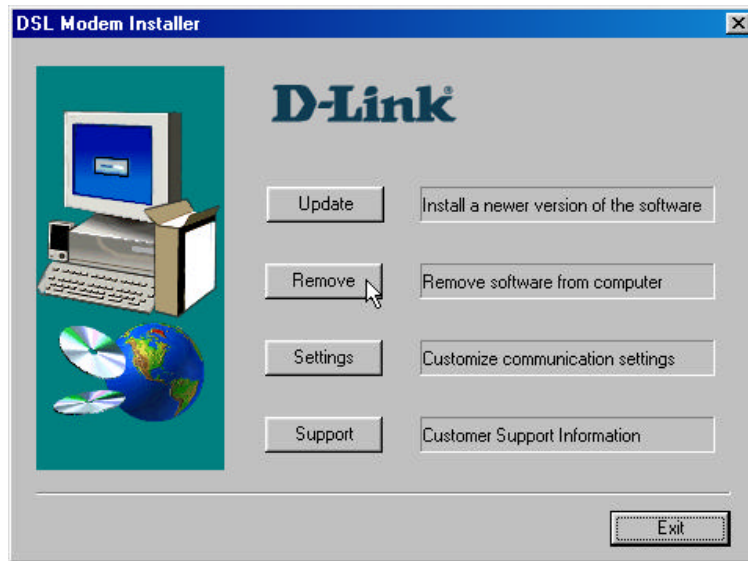 DSL Modem Installer
D-Link
Update Install a newer version of the software
Remove Remove software from computer
Settings Customize communication settings
Support Customer Support Information
Exit